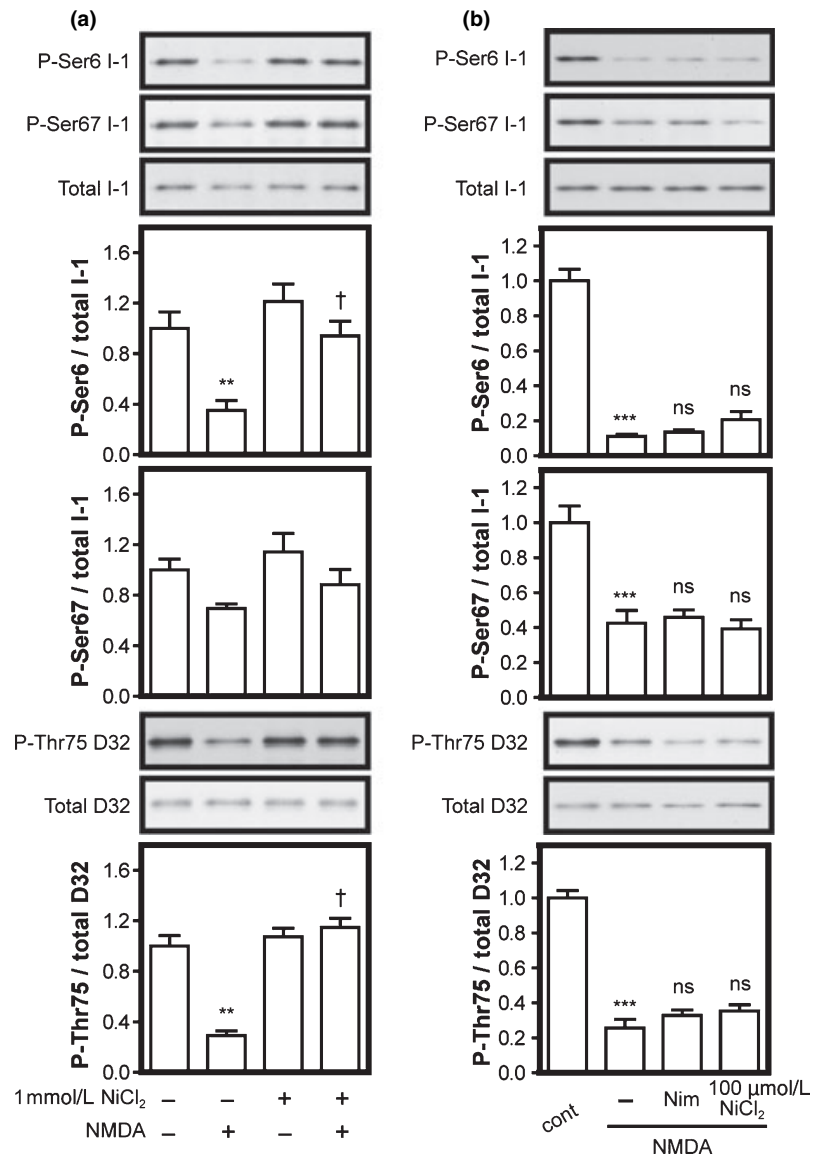 (a)
P-Ser6 I-1
P-Ser67 I-1
Total I-1
P-Ser6 / total I-1
1.6
1.2
0.8
0.4
0.0
**
†
P-Ser67 / total I-1
1.6
1.2
0.8
0.4
0.0
P-Thr75 D32
Total D32
P-Thr75 / total D32
1.6
1.2
0.8
0.4
0.0
**
†
1mmol/L NiCl2 – – + +
NMDA – + – +
(b)
P-Ser6 I-1
P-Ser67 I-1
Total I-1
P-Ser6 / total I-1
1.2
1.0
0.8
0.6
0.4
0.2
0.0
*** ns ns
P-Ser67 / total I-1
1.2
1.0
0.8
0.6
0.4
0.2
0.0
*** ns ns
P-Thr75 D32
Total D32
P-Thr75 / total D32
1.2
1.0
0.8
0.6
0.4
0.2
0.0
*** ns ns
cont – Nim 100 µmol/L
NiCl2
NMDA